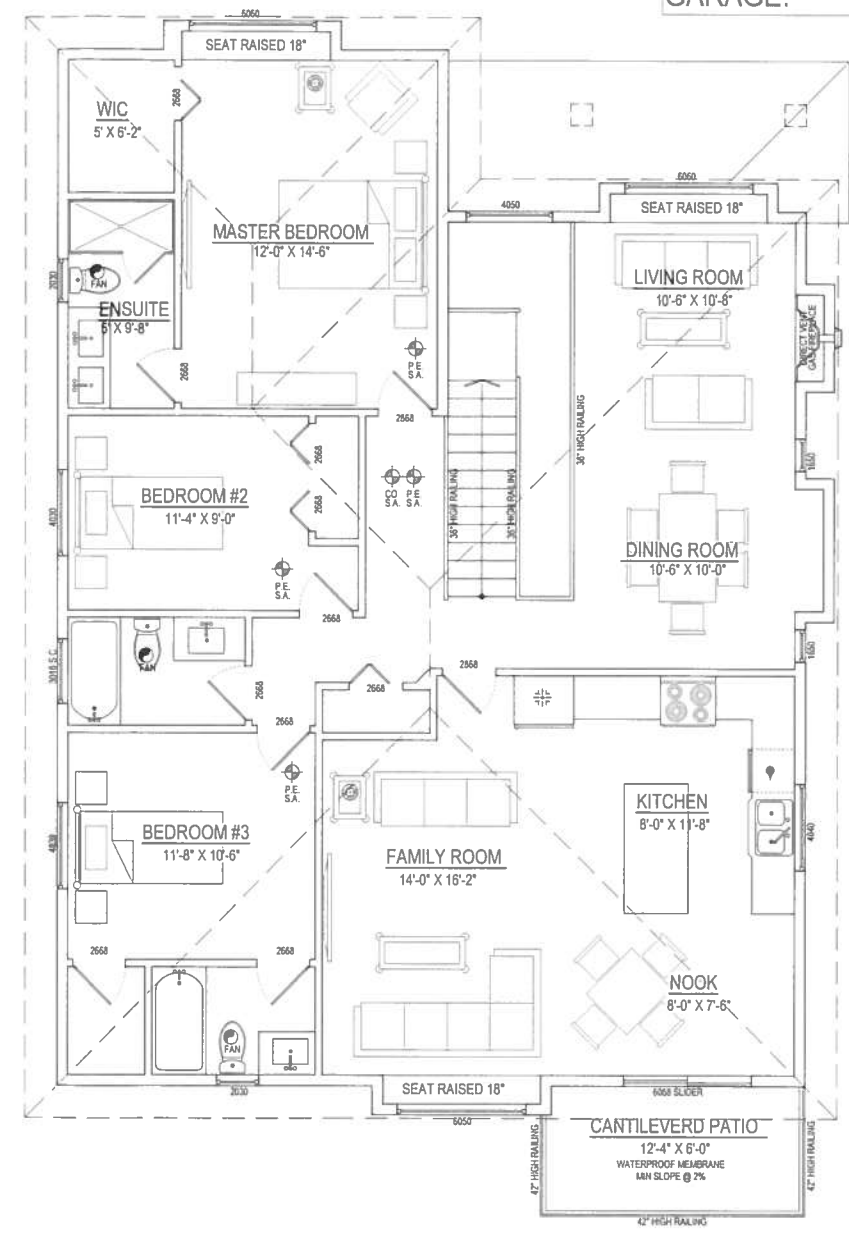 GARAGE:
6060
SEAT RAISED 18"
WIC
5' X 6'-2"
2668
MASTER BEDROOM
12'-0" X 14'-6"
4050
6060
SEAT RAISED 18"
LIVING ROOM
10'-6" X 10'-8"
DIRECT VENT
GAS FIREPLACE
2030
FAN
ENSUITE
5' X 9'-8"
2668
P.E.
S.A.
2868
36" HIGH RAILING
1650
2668
BEDROOM #2
11'-4" X 9'-0"
4030
2668
CO
S.A.
P.E.
S.A.
36" HIGH RAILING
36" HIGH RAILING
DINING ROOM
10'-6" X 10'-0"
P.E.
S.A.
2668
1650
3016 S.C.
FAN
2668
2668
2668
2868
P.E.
S.A.
BEDROOM #3
11'-8" X 10'-6"
4838
KITCHEN
8'-0" X 11'-8"
4840
FAMILY ROOM
14'-0" X 16'-2"
2668
2668
NOOK
8'-0" X 7'-6"
FAN
2030
SEAT RAISED 18"
6050
6068 SLIDER
CANTILEVERD PATIO
12'-4" X 6'-0"
WATERPROOF MEMBRANE
MIN SLOPE @ 2%
42" HIGH RAILING
42" HIGH RAILING
42" HIGH RAILING